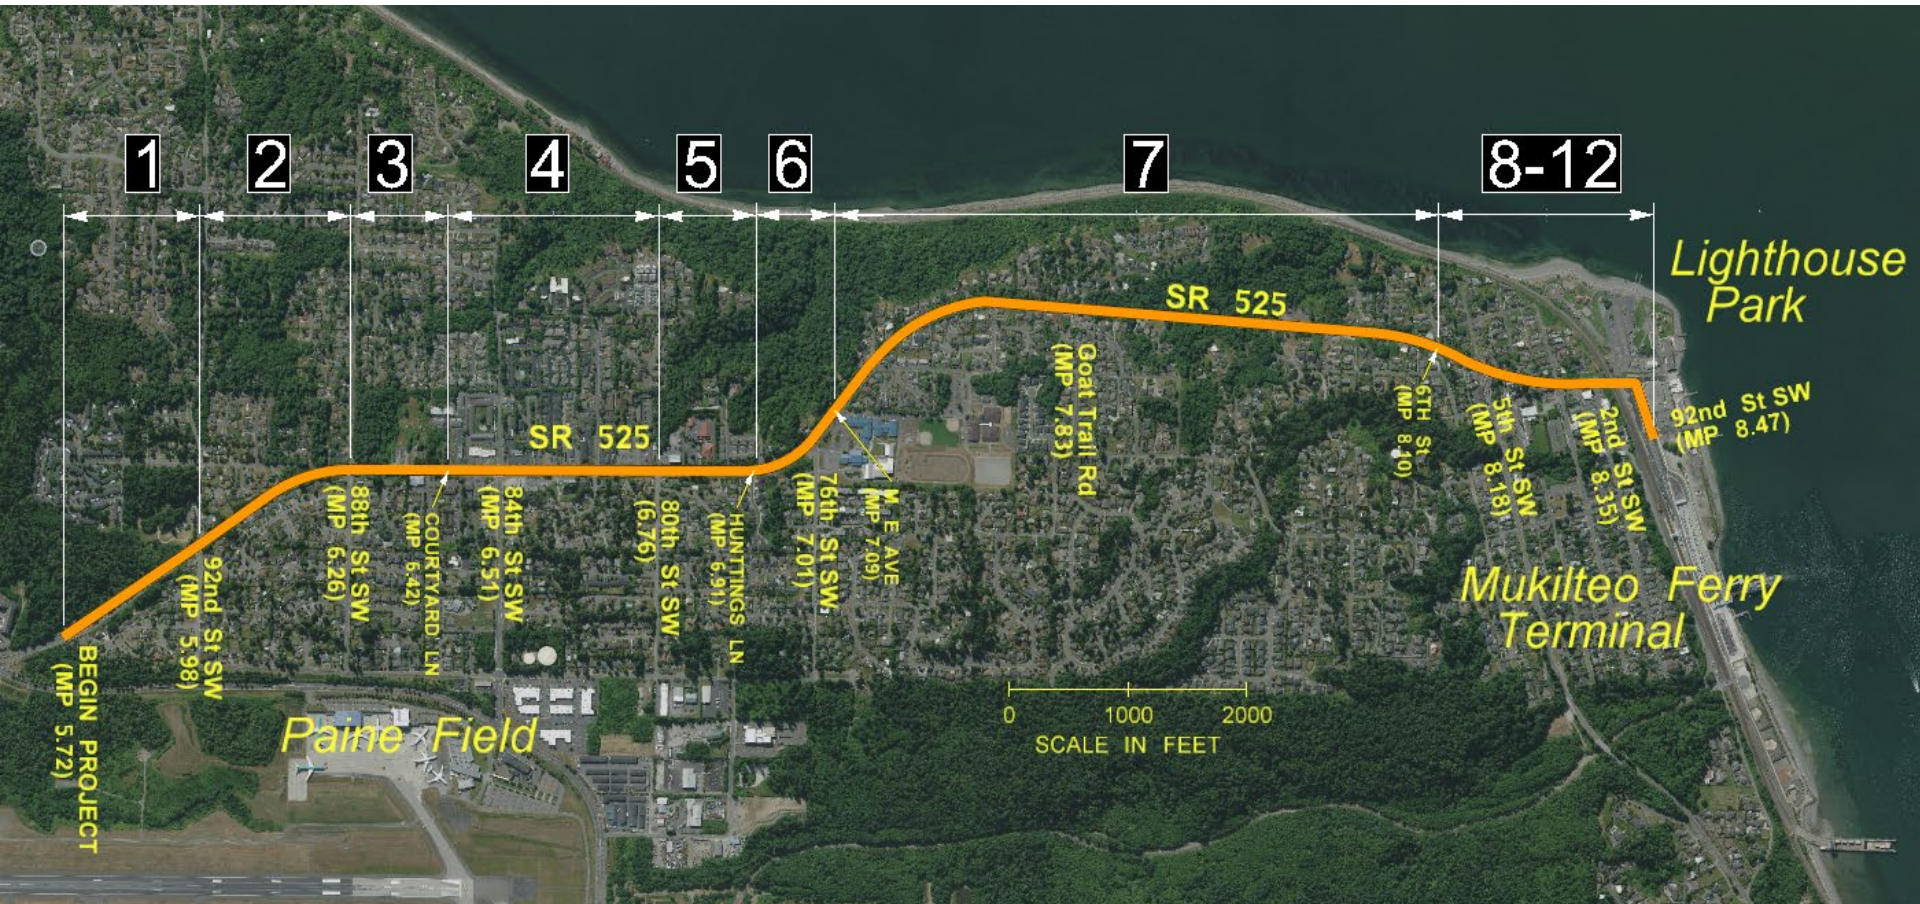 1
2
3
4
5
6
7
8-12
Lighthouse
Park
SR 525
SR 525
BEGIN PROJECT
(MP 5.72)
92nd St SW
(MP 5.98)
88th St SW
(MP 6.26)
COURTYARD LN
(MP 6.42)
84th St SW
(MP 6.51)
80th St SW
(6.76)
HUNTTINGS LN
(MP 6.91)
76th St SW
(MP 7.01)
E AVE
(MP 7.09)
Goat Trail Rd
(MP 7.83)
6TH St
(MP 8.10)
5th St SW
(MP 8.18)
2nd St SW
(MP 8.35)
92nd St SW
(MP 8.47)
Mukilteo Ferry
Terminal
Paine Field
0 1000 2000
SCALE IN FEET